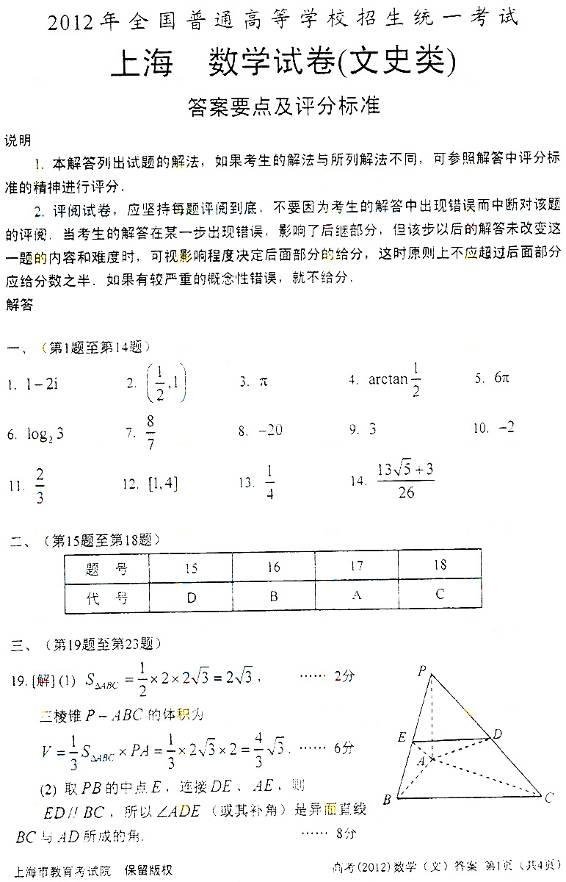 2012年全国普通高等学校招生统一考试
上海 数学试卷(文史类)
答案要点及评分标准
说明
1. 本解答列出试题的解法，如果考生的解法与所列解法不同，可参照解答中评分标
准的精神进行评分.
2. 评阅试卷，应坚持每题评阅到底，不要因为考生的解答中出现错误而中断对该题
的评阅. 当考生的解答在某一步出现错误，影响了后继部分，但该步以后的解答未改变这
一题的内容和难度时，可视影响程度决定后面部分的给分，这时原则上不应超过后面部分
应给分数之半. 如果有较严重的概念性错误，就不给分.
解答
一、（第1题至第14题）
1. 1−2i 2. (1/2,1) 3. π 4. arctan 1/2 5. 6π
6. log₂3 7. 8/7 8. −20 9. 3 10. −2
11. 2/3 12. [1,4] 13. 1/4 14. (13√5+3)/26
二、（第15题至第18题）
题 号 15 16 17 18
代 号 D B A C
三、（第19题至第23题）
19. [解] (1) S△ABC = 1/2×2×2√3 = 2√3， …… 2分
三棱锥 P−ABC 的体积为
V = 1/3 S△ABC × PA = 1/3×2√3×2 = 4/3 √3. …… 6分
(2) 取 PB 的中点 E，连接 DE、AE，则
ED // BC，所以∠ADE（或其补角）是异面直线
BC 与 AD 所成的角. …… 8分
P
E
D
A
B
C
上海市教育考试院 保留版权
高考(2012)数学（文）答案 第1页（共4页）